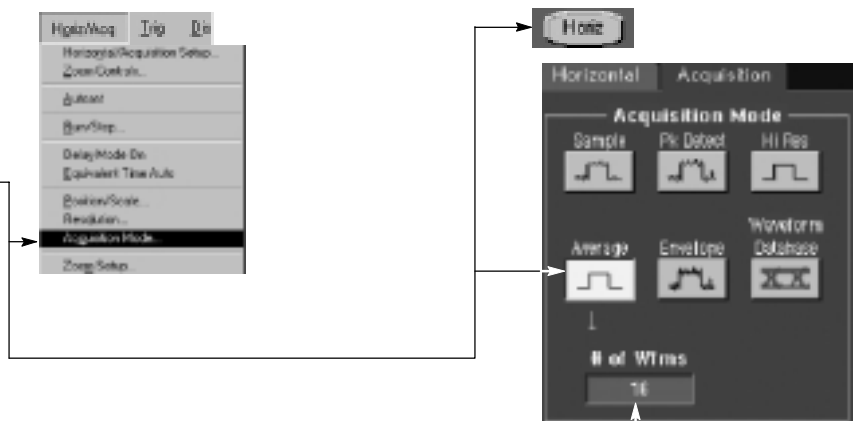 Horiz/Acq Trig Dis
Horizontal/Acquisition Setup...
Zoom Controls...
Autoset
Run/Stop...
Delay Mode On
Equivalent Time Auto
Position/Scale...
Resolution...
Acquisition Mode...
Zoom Setup...
Horiz
Horizontal Acquisition
Acquisition Mode
Sample Pk Detect Hi Res
Average Envelope Waveform Database
# of Wfms
16